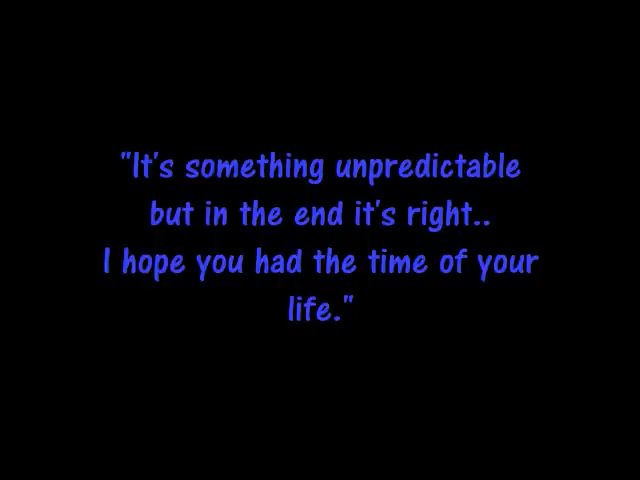 "It's something unpredictable
but in the end it's right..
I hope you had the time of your
life."